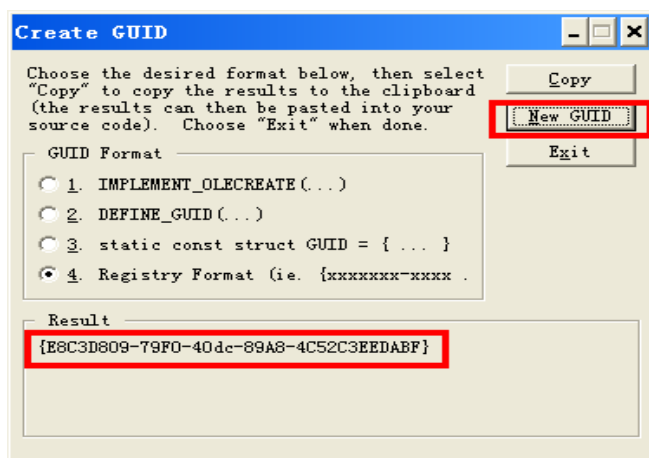 Create GUID
Choose the desired format below, then select
"Copy" to copy the results to the clipboard
(the results can then be pasted into your
source code).  Choose "Exit" when done.
Copy
New GUID
Exit
GUID Format
1. IMPLEMENT_OLECREATE(...)
2. DEFINE_GUID(...)
3. static const struct GUID = { ... }
4. Registry Format (ie. {xxxxxxx-xxxx .
Result
{E8C3D809-79F0-40dc-89A8-4C52C3EEDABF}